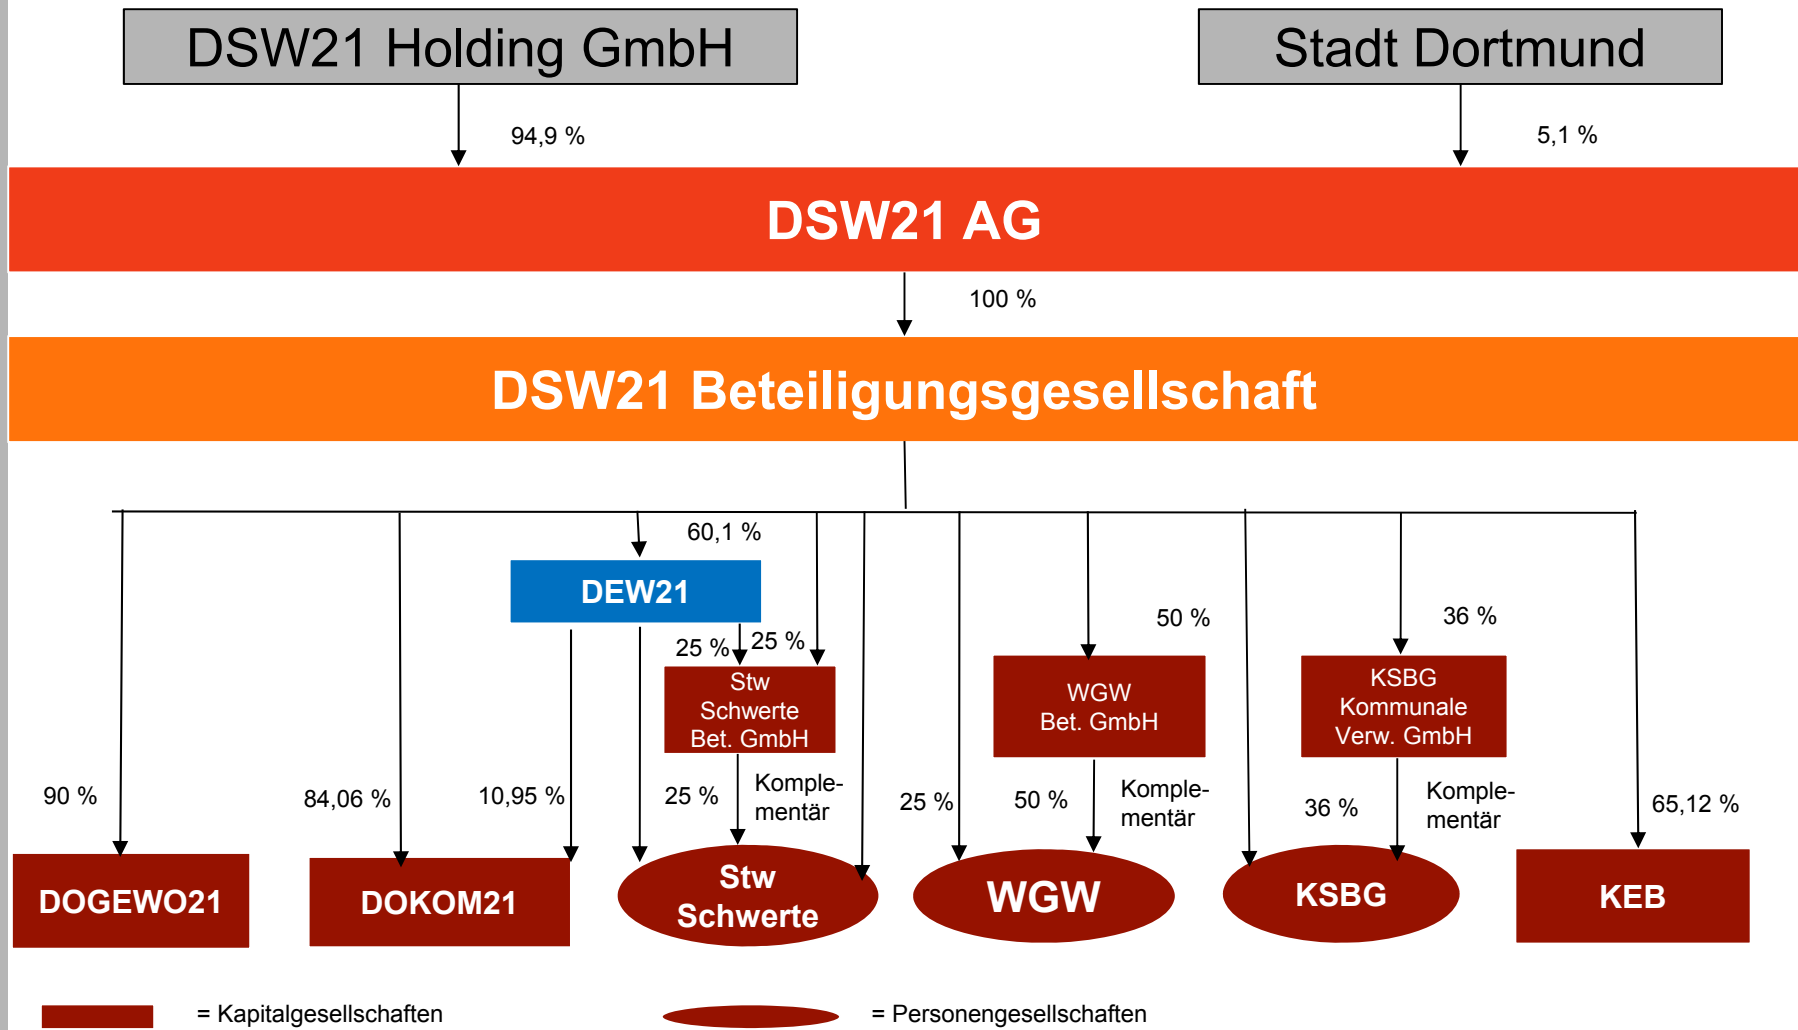 DSW21 Holding GmbH
Stadt Dortmund
94,9 %
5,1 %
DSW21 AG
100 %
DSW21 Beteiligungsgesellschaft
60,1 %
DEW21
25 %
25 %
50 %
36 %
Stw
Schwerte
Bet. GmbH
WGW
Bet. GmbH
KSBG
Kommunale
Verw. GmbH
90 %
84,06 %
10,95 %
25 %
Komple-
mentär
25 %
50 %
Komple-
mentär
36 %
Komple-
mentär
65,12 %
DOGEWO21
DOKOM21
Stw
Schwerte
WGW
KSBG
KEB
= Kapitalgesellschaften
= Personengesellschaften